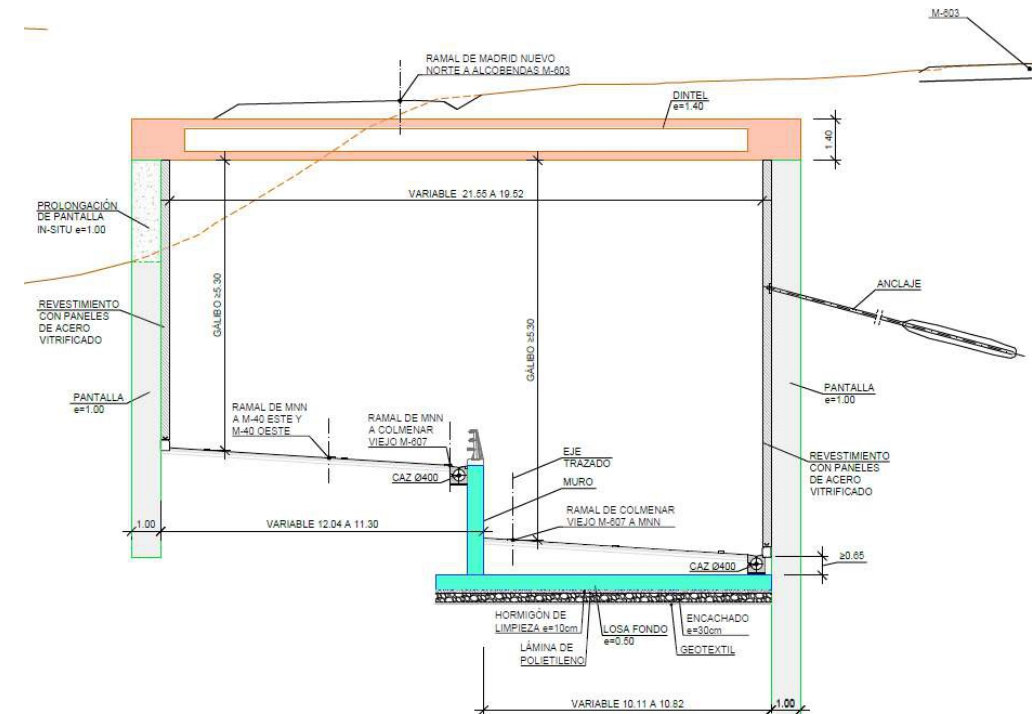 M-603
RAMAL DE MADRID NUEVO
NORTE A ALCOBENDAS M-603
DINTEL
e=1.40
1.40
VARIABLE 21.55 A 19.52
PROLONGACIÓN
DE PANTALLA
IN-SITU e=1.00
GÁLIBO ≥5.30
GÁLIBO ≥5.30
ANCLAJE
REVESTIMIENTO
CON PANELES
DE ACERO
VITRIFICADO
PANTALLA
e=1.00
PANTALLA
e=1.00
RAMAL DE MNN
A M-40 ESTE Y
M-40 OESTE
RAMAL DE MNN
A COLMENAR
VIEJO M-607
EJE
TRAZADO
REVESTIMIENTO
CON PANELES
DE ACERO
VITRIFICADO
CAZ Ø400
MURO
RAMAL DE COLMENAR
VIEJO M-607 A MNN
1.00
VARIABLE 12.04 A 11.30
≥0.65
CAZ Ø400
HORMIGÓN DE
LIMPIEZA e=10cm
LOSA FONDO
e=0.50
ENCACHADO
e=30cm
LÁMINA DE
POLIETILENO
GEOTEXTIL
VARIABLE 10.11 A 10.82
1.00